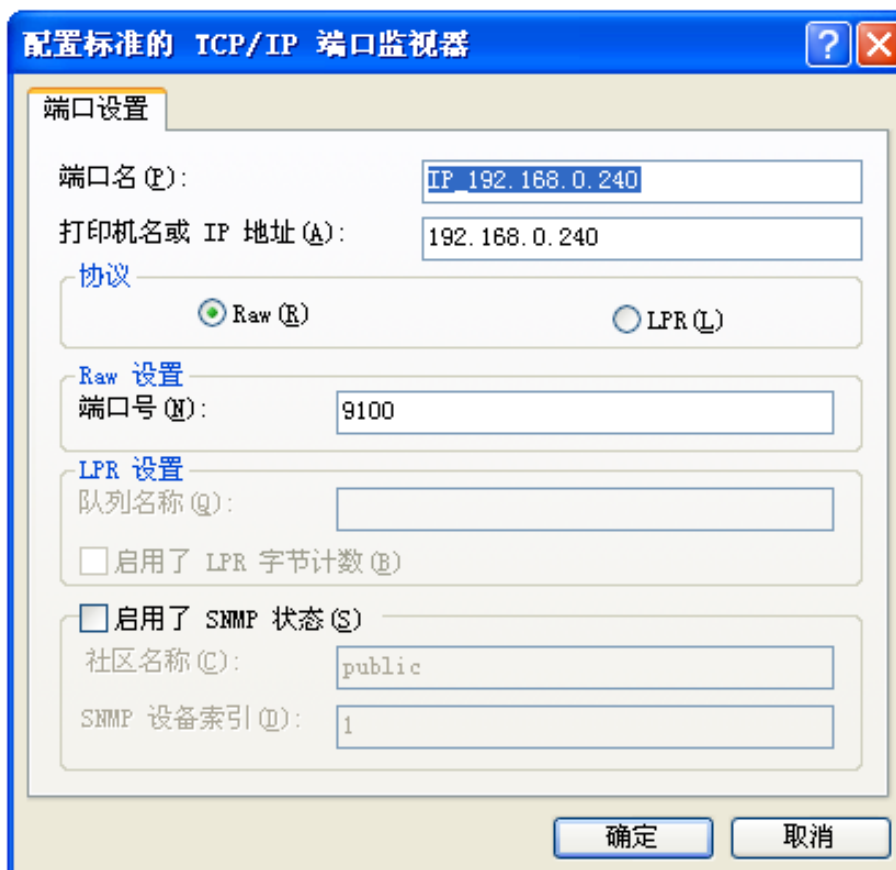 配置标准的 TCP/IP 端口监视器
端口设置
端口名(P):
IP_192.168.0.240
打印机名或 IP 地址(A):
192.168.0.240
协议
Raw(R)
LPR(L)
Raw 设置
端口号(N):
9100
LPR 设置
队列名称(Q):
启用了 LPR 字节计数(B)
启用了 SNMP 状态(S)
社区名称(C):
public
SNMP 设备索引(D):
1
确定
取消